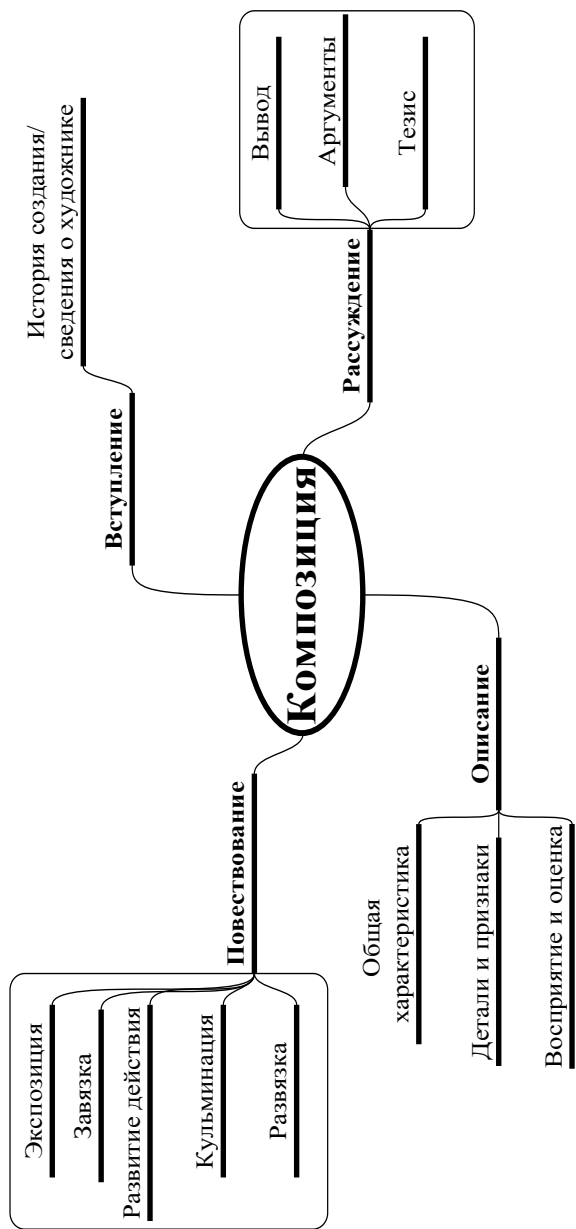 Композиция
Вступление
История создания/
сведения о художнике
Рассуждение
Вывод
Аргументы
Тезис
Описание
Общая
характеристика
Детали и признаки
Восприятие и оценка
Повествование
Экспозиция
Завязка
Развитие действия
Кульминация
Развязка